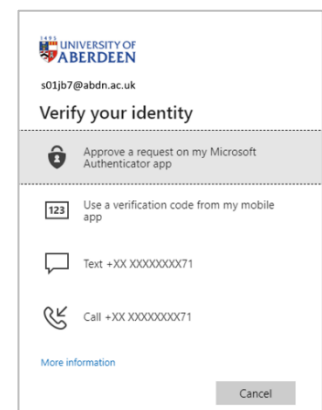 1495
UNIVERSITY OF
ABERDEEN
s01jb7@abdn.ac.uk
Verify your identity
Approve a request on my Microsoft
Authenticator app
123
Use a verification code from my mobile
app
Text +XX XXXXXXXX71
Call +XX XXXXXXXX71
More information
Cancel